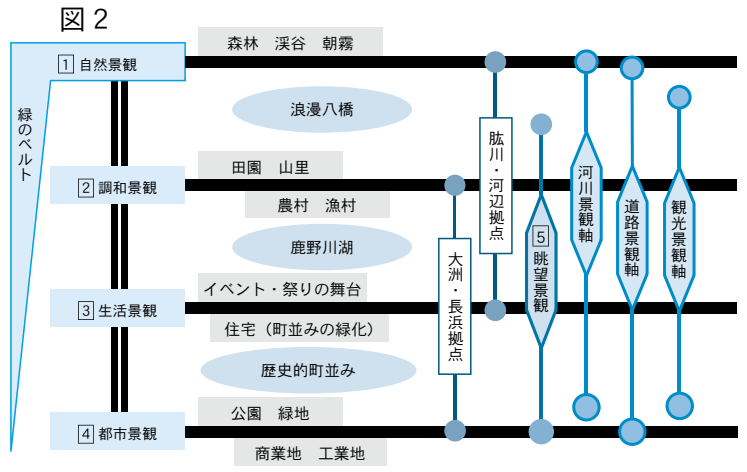 図2
森林 渓谷 朝霧
1 自然景観
緑のベルト
浪漫八橋
田園 山里
2 調和景観
農村 漁村
鹿野川湖
イベント・祭りの舞台
3 生活景観
住宅（町並みの緑化）
歴史的町並み
公園 緑地
4 都市景観
商業地 工業地
大洲・長浜拠点
肱川・河辺拠点
5 眺望景観
河川景観軸
道路景観軸
観光景観軸